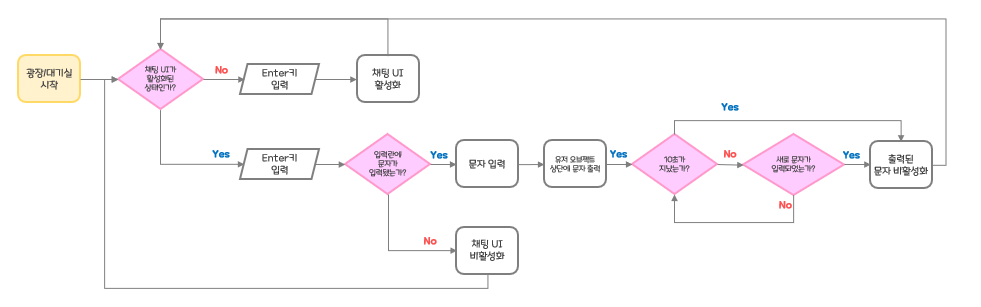 광장/대기실
시작
채팅 UI가
활성화된
상태인가?
No
Enter키
입력
채팅 UI
활성화
Yes
Enter키
입력
입력란에
문자가
입력됐는가?
Yes
문자 입력
유저 오브젝트
상단에 문자 출력
Yes
10초가
지났는가?
Yes
No
새로 문자가
입력되었는가?
Yes
No
출력된
문자 비활성화
No
채팅 UI
비활성화